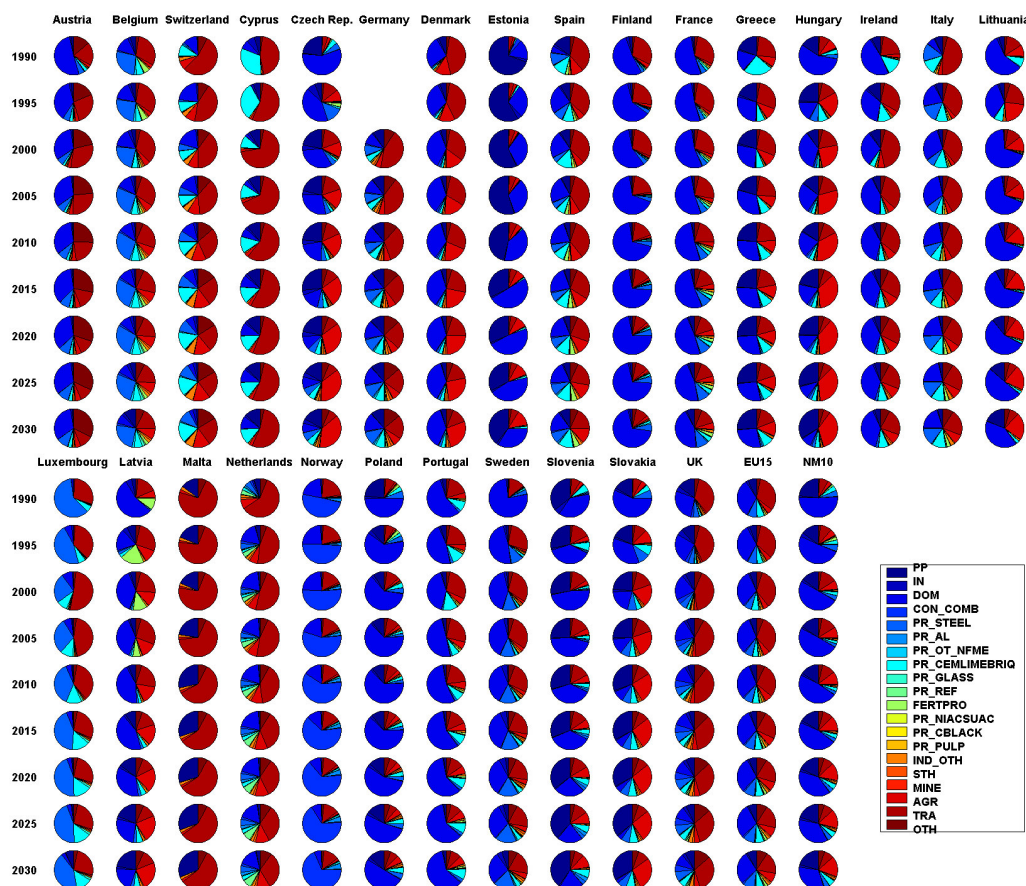 Austria Belgium Switzerland Cyprus Czech Rep. Germany Denmark Estonia Spain Finland France Greece Hungary Ireland Italy Lithuania
1990
1995
2000
2005
2010
2015
2020
2025
2030
Luxembourg Latvia Malta Netherlands Norway Poland Portugal Sweden Slovenia Slovakia UK EU15 NM10
1990
1995
2000
2005
2010
2015
2020
2025
2030
PP
IN
DOM
CON_COMB
PR_STEEL
PR_AL
PR_OT_NFME
PR_CEMLIMEBRIQ
PR_GLASS
PR_REF
FERTPRO
PR_NIACSUAC
PR_CBLACK
PR_PULP
IND_OTH
STH
MINE
AGR
TRA
OTH